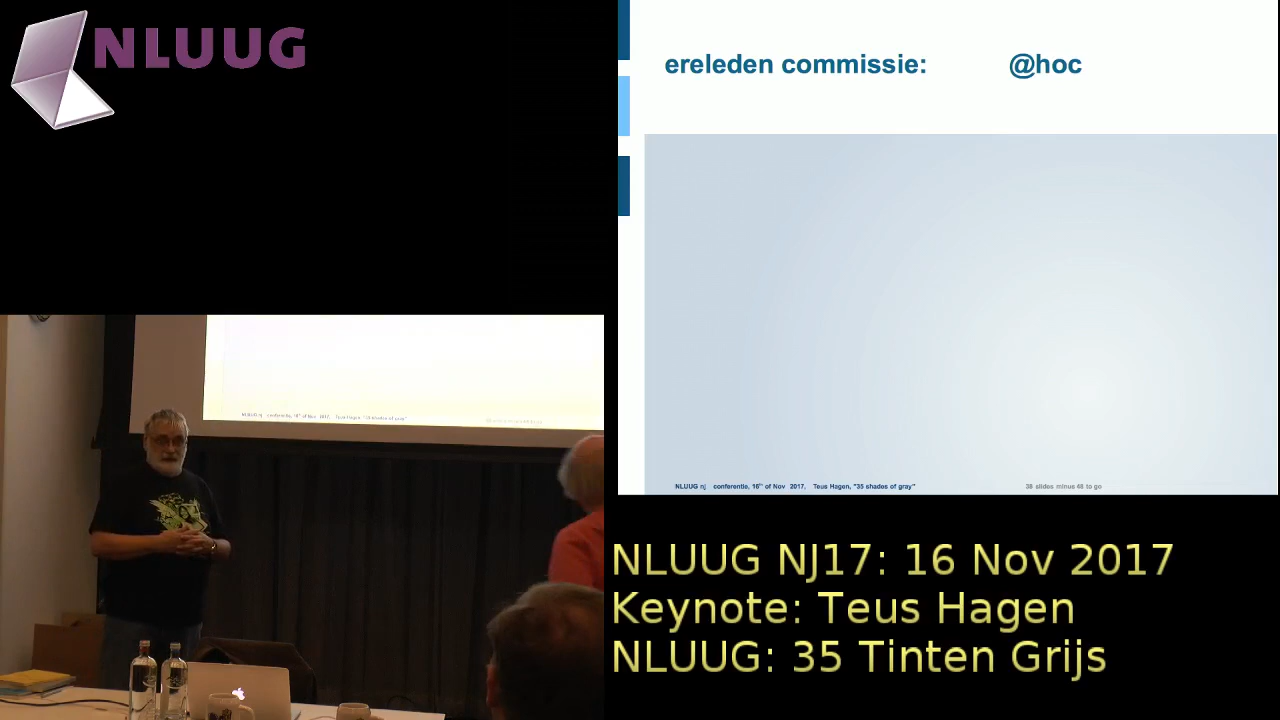 NLUUG
ereleden commissie: @hoc
NLUUG nj conferentie, 16th of Nov 2017, Teus Hagen, "35 shades of gray"
38 slides minus 48 to go
NLUUG NJ17: 16 Nov 2017
Keynote: Teus Hagen
NLUUG: 35 Tinten Grijs